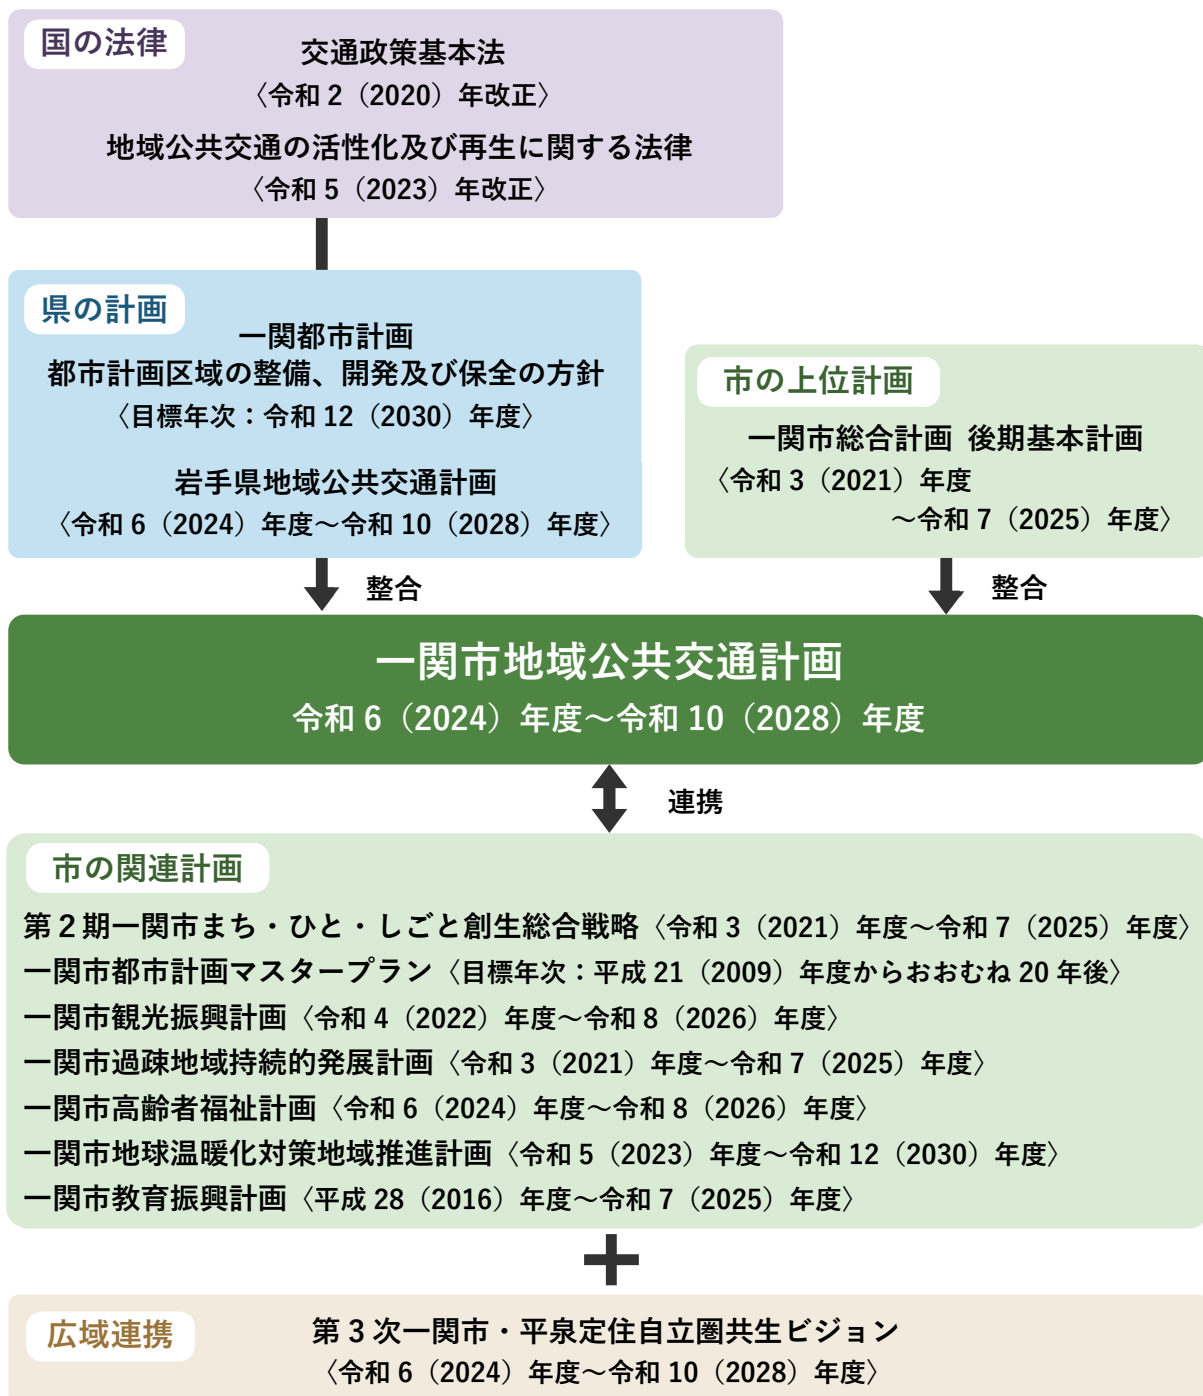 国の法律
交通政策基本法
〈令和2(2020)年改正〉
地域公共交通の活性化及び再生に関する法律
〈令和5(2023)年改正〉
県の計画
一関都市計画
都市計画区域の整備、開発及び保全の方針
〈目標年次:令和12(2030)年度〉
岩手県地域公共交通計画
〈令和6(2024)年度~令和10(2028)年度〉
市の上位計画
一関市総合計画 後期基本計画
〈令和3(2021)年度
~令和7(2025)年度〉
整合
整合
一関市地域公共交通計画
令和6(2024)年度~令和10(2028)年度
連携
市の関連計画
第2期一関市まち・ひと・しごと創生総合戦略〈令和3(2021)年度~令和7(2025)年度〉
一関市都市計画マスタープラン〈目標年次:平成21(2009)年度からおおむね20年後〉
一関市観光振興計画〈令和4(2022)年度~令和8(2026)年度〉
一関市過疎地域持続的発展計画〈令和3(2021)年度~令和7(2025)年度〉
一関市高齢者福祉計画〈令和6(2024)年度~令和8(2026)年度〉
一関市地球温暖化対策地域推進計画〈令和5(2023)年度~令和12(2030)年度〉
一関市教育振興計画〈平成28(2016)年度~令和7(2025)年度〉
+
広域連携
第3次一関市・平泉定住自立圏共生ビジョン
〈令和6(2024)年度~令和10(2028)年度〉